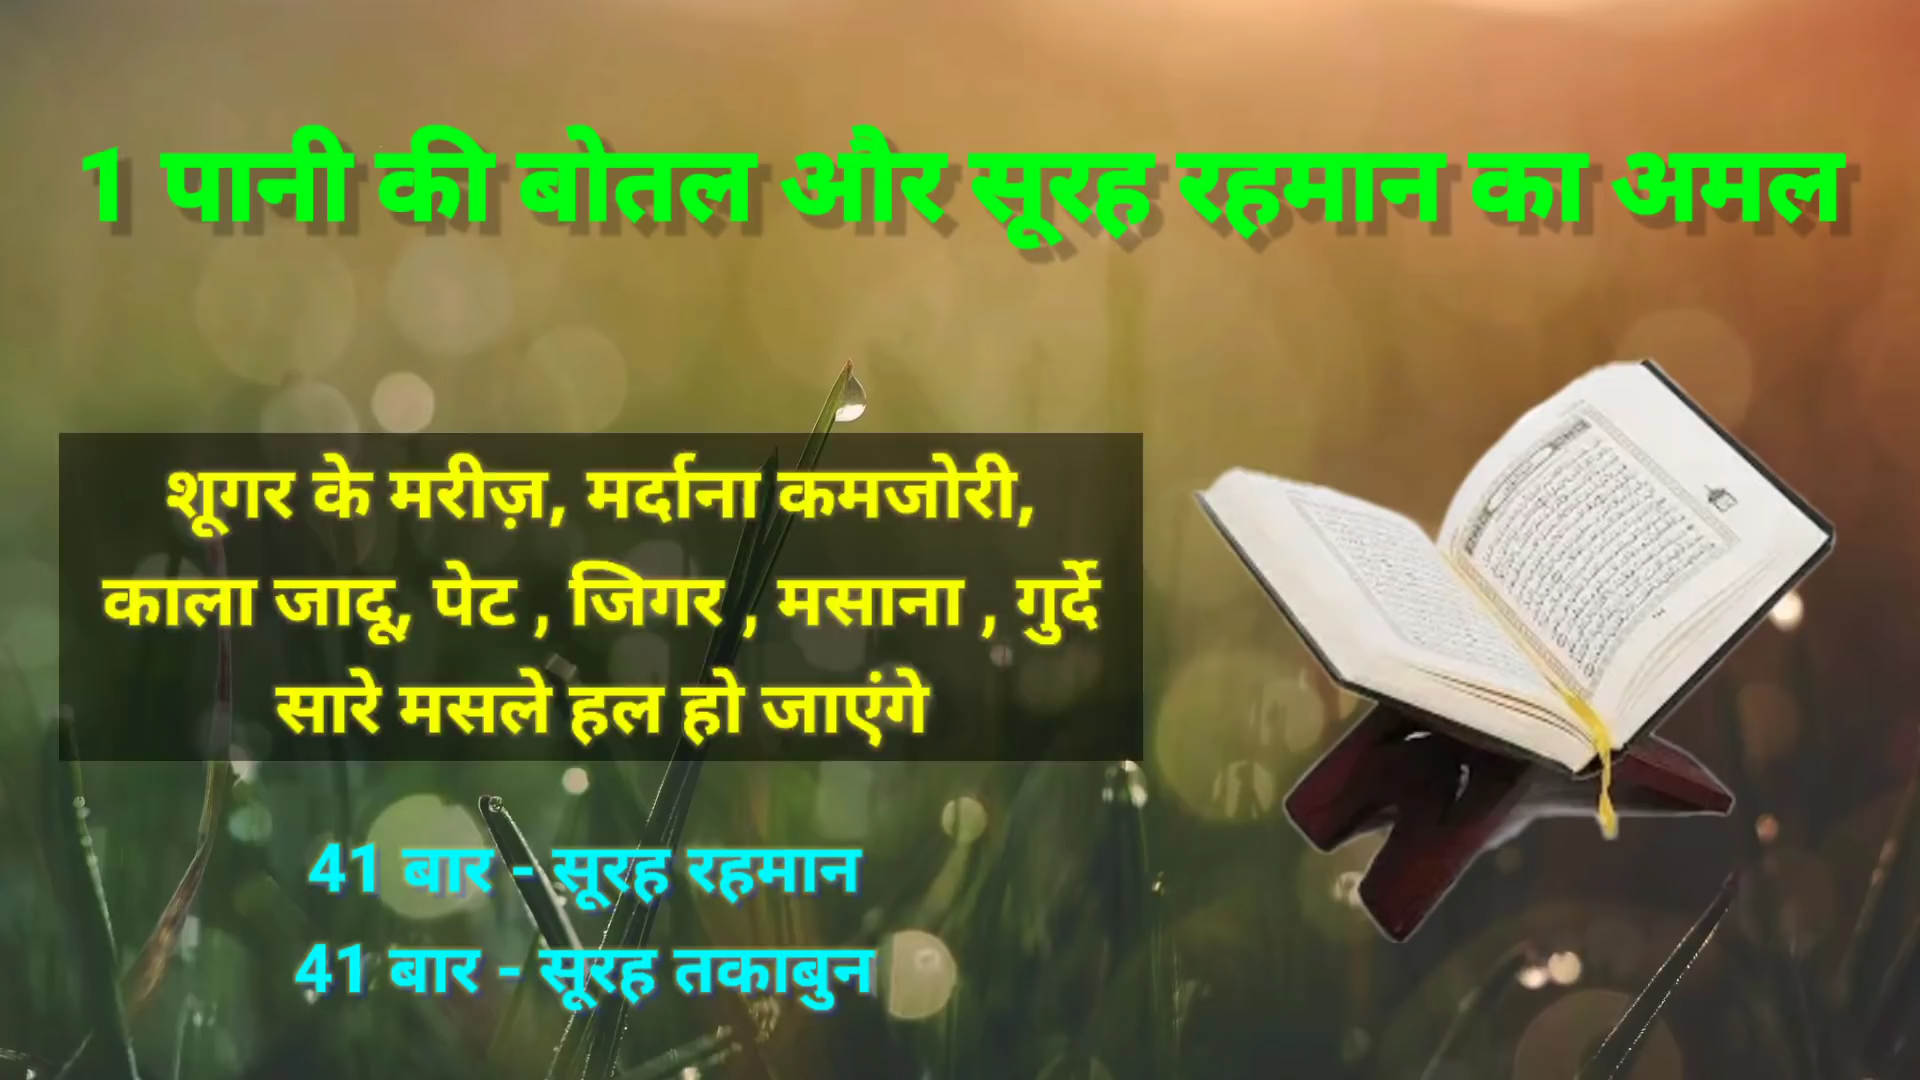 1 पानी की बोतल और सूरह रहमान का अमल
शूगर के मरीज़, मर्दाना कमजोरी,
काला जादू, पेट , जिगर , मसाना , गुर्दे
सारे मसले हल हो जाएंगे
41 बार - सूरह रहमान
41 बार - सूरह तकाबुन